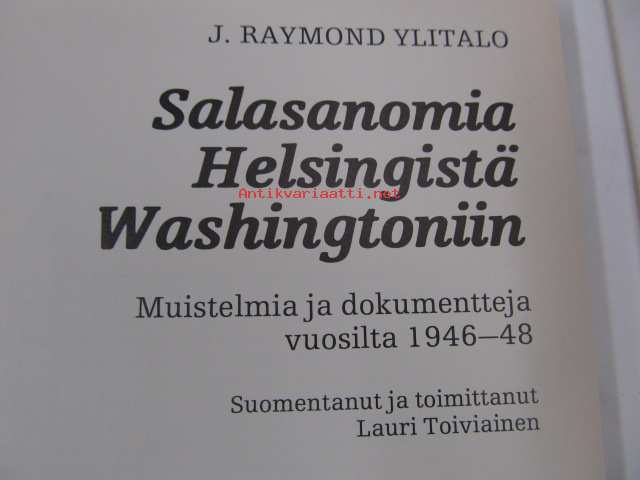 J. RAYMOND YLITALO
Salasanomia
Helsingistä
Antikvariaatti.net
Washingtoniin
Muistelmia ja dokumentteja
vuosilta 1946—48
Suomentanut ja toimittanut
Lauri Toiviainen